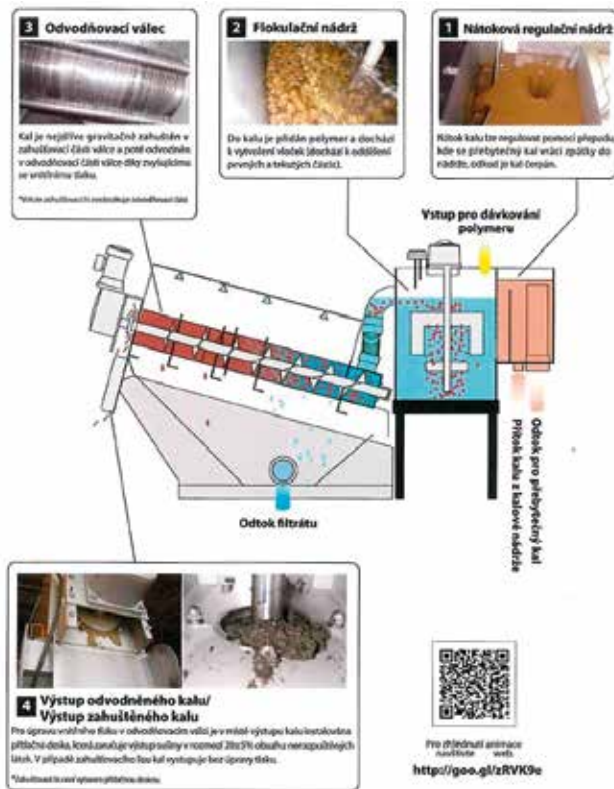 3 Odvodňovací válec
Kal je nejdříve gravitačně zahuštěn v
zahušťovací části válce a poté odvodněn
v odvodňovací části válce díky zvyšujícímu
se vnitřnímu tlaku.
2 Flokulační nádrž
Do kalu je přidán polymer a dochází
k vytvoření vloček (dochází k oddělení
pevných a tekutých částic).
1 Nátoková regulační nádrž
Nátok kalu lze regulovat pomocí přepadu,
kde se přebytečný kal vrací zpátky do
nádrže, odkud je kal čerpán.
Vstup pro dávkování
polymeru
Odtok pro přebytečný kal
Přítok kalu z kalové nádrže
Odtok filtrátu
4 Výstup odvodněného kalu/
Výstup zahuštěného kalu
Pro úpravu vnitřního tlaku v odvodňovacím válci je v místě výstupu kalu instalována
přítlačná deska, která zaručuje výstup sušiny v rozmezí 20±5% obsahu nerozpuštěných
látek. V případě zahušťovacího lisu kal vystupuje bez úpravy tlaku.
Pro zhlédnutí animace
navštivte web.
http://goo.gl/zRVK9e